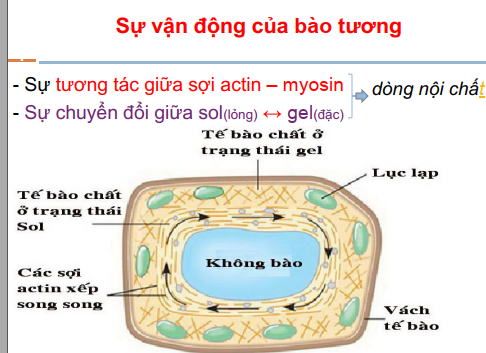 Sự vận động của bào tương
- Sự tương tác giữa sợi actin – myosin
- Sự chuyển đổi giữa sol(lỏng) ↔ gel(đặc)
dòng nội chất
Tế bào chất ở
trạng thái gel
Lục lạp
Tế bào chất
ở trạng thái
Sol
Không bào
Các sợi
actin xếp
song song
Vách
tế bào